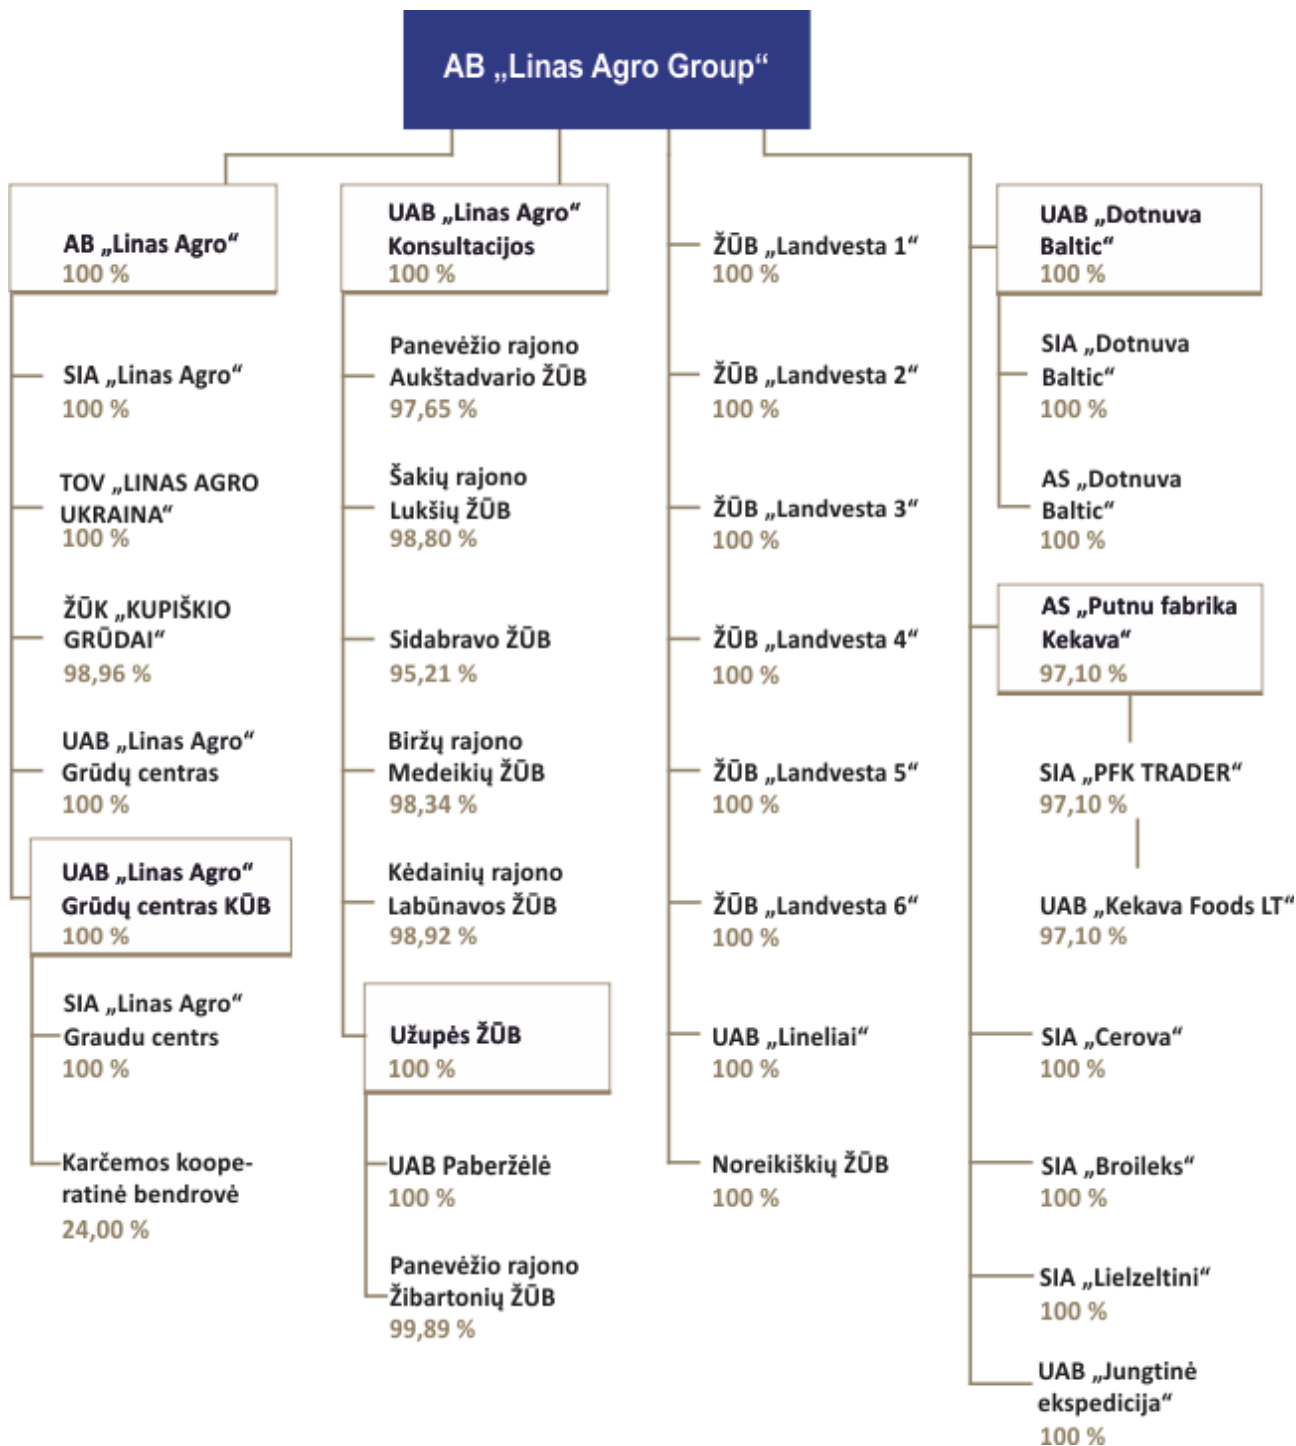 AB „Linas Agro Group“
AB „Linas Agro“
100 %
SIA „Linas Agro“
100 %
TOV „LINAS AGRO
UKRAINA“
100 %
ŽŪK „KUPIŠKIO
GRŪDAI“
98,96 %
UAB „Linas Agro“
Grūdų centras
100 %
UAB „Linas Agro“
Grūdų centras KŪB
100 %
SIA „Linas Agro“
Graudu centrs
100 %
Karčemos koope-
ratinė bendrovė
24,00 %
UAB „Linas Agro“
Konsultacijos
100 %
Panevėžio rajono
Aukštadvario ŽŪB
97,65 %
Šakių rajono
Lukšių ŽŪB
98,80 %
Sidabravo ŽŪB
95,21 %
Biržų rajono
Medeikių ŽŪB
98,34 %
Kėdainių rajono
Labūnavos ŽŪB
98,92 %
Užupės ŽŪB
100 %
UAB Paberžėlė
100 %
Panevėžio rajono
Žibartonių ŽŪB
99,89 %
ŽŪB „Landvesta 1“
100 %
ŽŪB „Landvesta 2“
100 %
ŽŪB „Landvesta 3“
100 %
ŽŪB „Landvesta 4“
100 %
ŽŪB „Landvesta 5“
100 %
ŽŪB „Landvesta 6“
100 %
UAB „Lineliai“
100 %
Noreikiškių ŽŪB
100 %
UAB „Dotnuva
Baltic“
100 %
SIA „Dotnuva
Baltic“
100 %
AS „Dotnuva
Baltic“
100 %
AS „Putnu fabrika
Kekava“
97,10 %
SIA „PFK TRADER“
97,10 %
UAB „Kekava Foods LT“
97,10 %
SIA „Cerova“
100 %
SIA „Broileks“
100 %
SIA „Lielzeltini“
100 %
UAB „Jungtinė
ekspedicija“
100 %